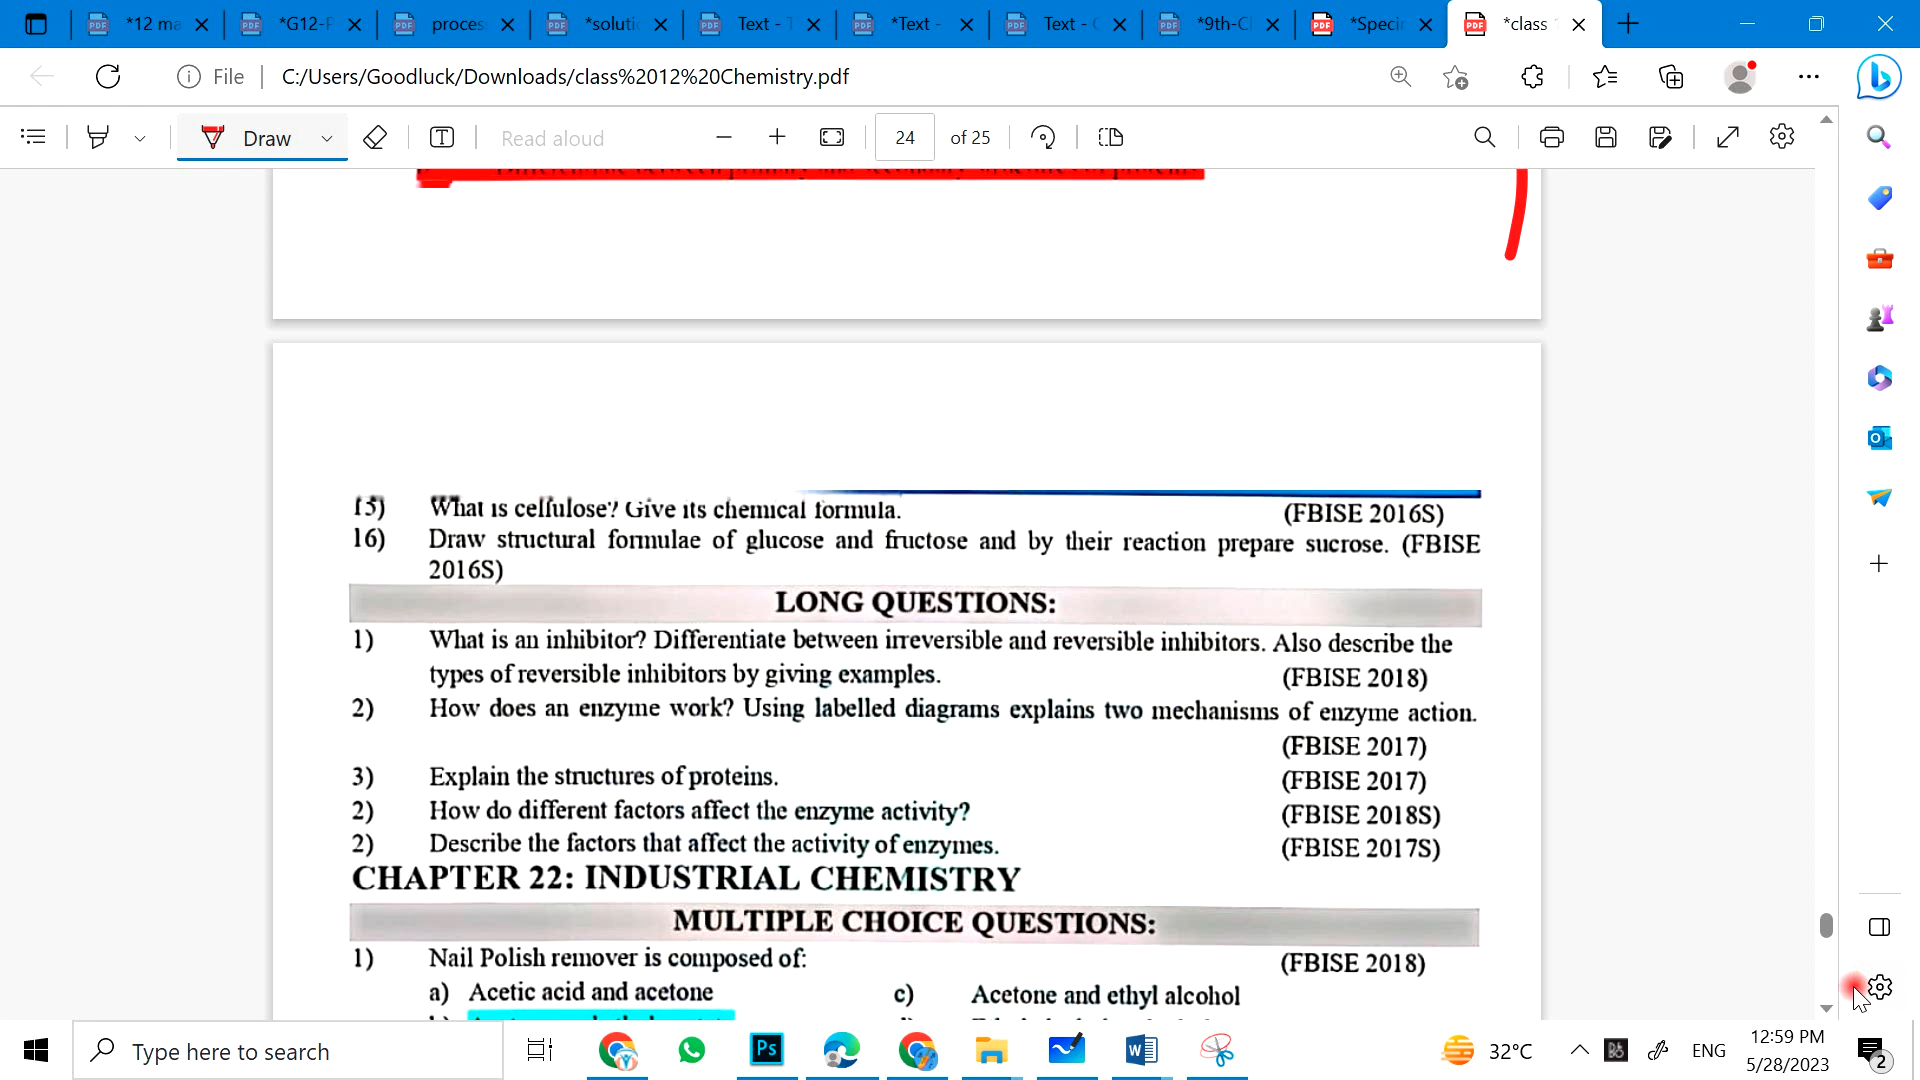 *12 ma
*G12-P
proces
*soluti
Text - T
*Text -
Text - C
*9th-Cl
*Specir
*class 1
File
C:/Users/Goodluck/Downloads/class%2012%20Chemistry.pdf
Draw
Read aloud
24
of 25
15) What is cellulose? Give its chemical formula. (FBISE 2016S)
16) Draw structural formulae of glucose and fructose and by their reaction prepare sucrose. (FBISE
2016S)
LONG QUESTIONS:
1) What is an inhibitor? Differentiate between irreversible and reversible inhibitors. Also describe the
types of reversible inhibitors by giving examples. (FBISE 2018)
2) How does an enzyme work? Using labelled diagrams explains two mechanisms of enzyme action.
(FBISE 2017)
3) Explain the structures of proteins. (FBISE 2017)
2) How do different factors affect the enzyme activity? (FBISE 2018S)
2) Describe the factors that affect the activity of enzymes. (FBISE 2017S)
CHAPTER 22: INDUSTRIAL CHEMISTRY
MULTIPLE CHOICE QUESTIONS:
1) Nail Polish remover is composed of: (FBISE 2018)
a) Acetic acid and acetone c) Acetone and ethyl alcohol
Type here to search
Ps
32°C
ENG
12:59 PM
5/28/2023
2